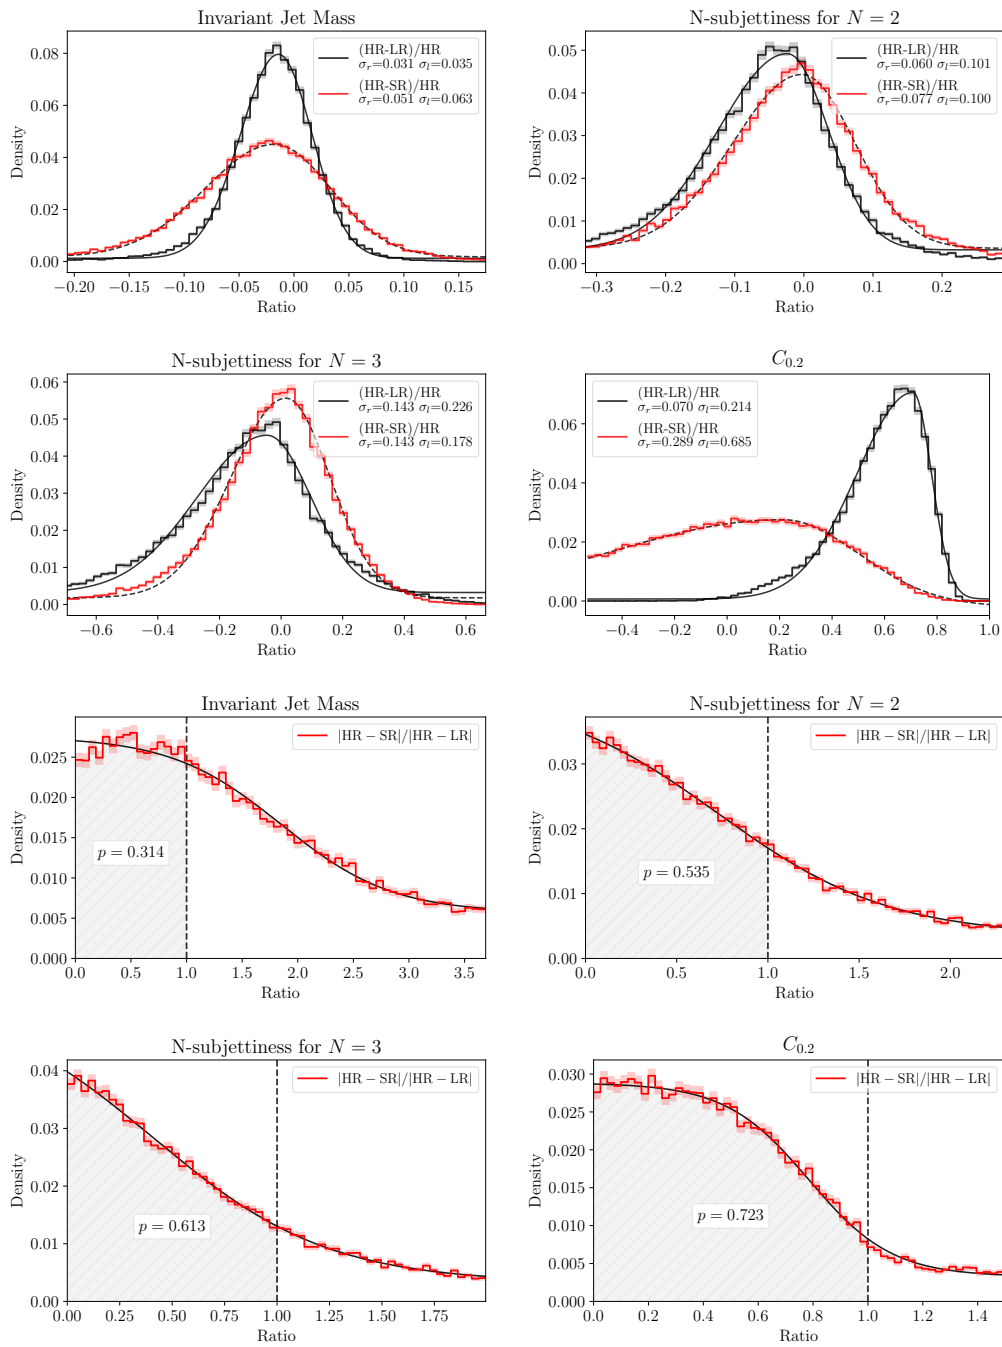 Invariant Jet Mass
0.08
0.06
0.04
0.02
0.00
Density
(HR-LR)/HR
σr=0.031 σl=0.035
(HR-SR)/HR
σr=0.051 σl=0.063
−0.20 −0.15 −0.10 −0.05 0.00 0.05 0.10 0.15
Ratio
N-subjettiness for N = 2
0.05
0.04
0.03
0.02
0.01
0.00
Density
(HR-LR)/HR
σr=0.060 σl=0.101
(HR-SR)/HR
σr=0.077 σl=0.100
−0.3 −0.2 −0.1 0.0 0.1 0.2
Ratio
N-subjettiness for N = 3
0.06
0.05
0.04
0.03
0.02
0.01
0.00
Density
(HR-LR)/HR
σr=0.143 σl=0.226
(HR-SR)/HR
σr=0.143 σl=0.178
−0.6 −0.4 −0.2 0.0 0.2 0.4 0.6
Ratio
C0.2
0.06
0.04
0.02
0.00
Density
(HR-LR)/HR
σr=0.070 σl=0.214
(HR-SR)/HR
σr=0.289 σl=0.685
−0.4 −0.2 0.0 0.2 0.4 0.6 0.8 1.0
Ratio
Invariant Jet Mass
0.025
0.020
0.015
0.010
0.005
0.000
Density
|HR − SR|/|HR − LR|
p = 0.314
0.0 0.5 1.0 1.5 2.0 2.5 3.0 3.5
Ratio
N-subjettiness for N = 2
0.03
0.02
0.01
0.00
Density
|HR − SR|/|HR − LR|
p = 0.535
0.0 0.5 1.0 1.5 2.0
Ratio
N-subjettiness for N = 3
0.04
0.03
0.02
0.01
0.00
Density
|HR − SR|/|HR − LR|
p = 0.613
0.00 0.25 0.50 0.75 1.00 1.25 1.50 1.75
Ratio
C0.2
0.030
0.025
0.020
0.015
0.010
0.005
0.000
Density
|HR − SR|/|HR − LR|
p = 0.723
0.0 0.2 0.4 0.6 0.8 1.0 1.2 1.4
Ratio